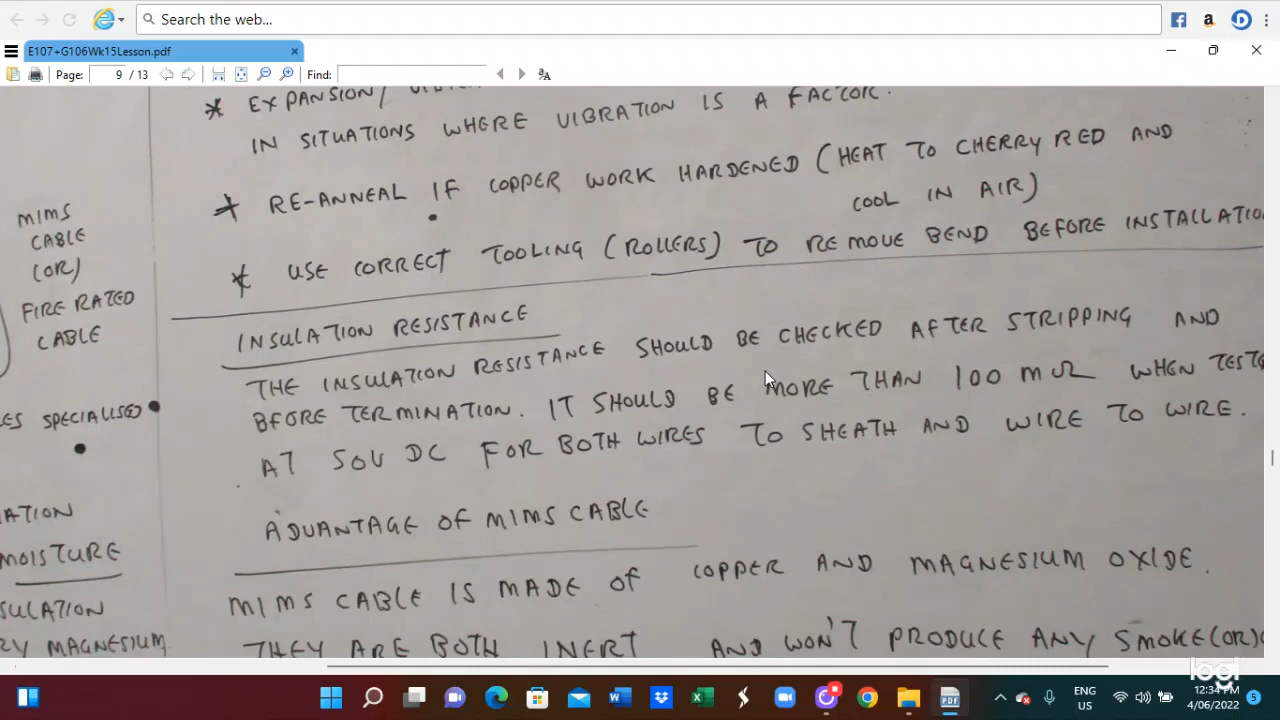 Search the web...
E107+G106Wk15Lesson.pdf
Page: 9 / 13 Find:
* EXPANSION/
IN SITUATIONS WHERE VIBRATION IS A FACTOR.
* RE-ANNEAL IF COPPER WORK HARDENED (HEAT TO CHERRY RED AND
COOL IN AIR)
* USE CORRECT TOOLING (ROLLERS) TO REMOVE BEND BEFORE INSTALLATIO
MIMS
CABLE
(OR)
FIRE RATED
CABLE
ES SPECIALISED
ATION
MOISTURE
SULATION
RY MAGNESIUM
INSULATION RESISTANCE
THE INSULATION RESISTANCE SHOULD BE CHECKED AFTER STRIPPING AND
BEFORE TERMINATION. IT SHOULD BE MORE THAN 100 MΩ WHEN TESTE
AT 50V DC FOR BOTH WIRES TO SHEATH AND WIRE TO WIRE.
ADVANTAGE OF MIMS CABLE
MIMS CABLE IS MADE OF COPPER AND MAGNESIUM OXIDE.
THEY ARE BOTH INERT AND WON'T PRODUCE ANY SMOKE (OR)
logi
ENG
US
12:34 PM
4/06/2022
5